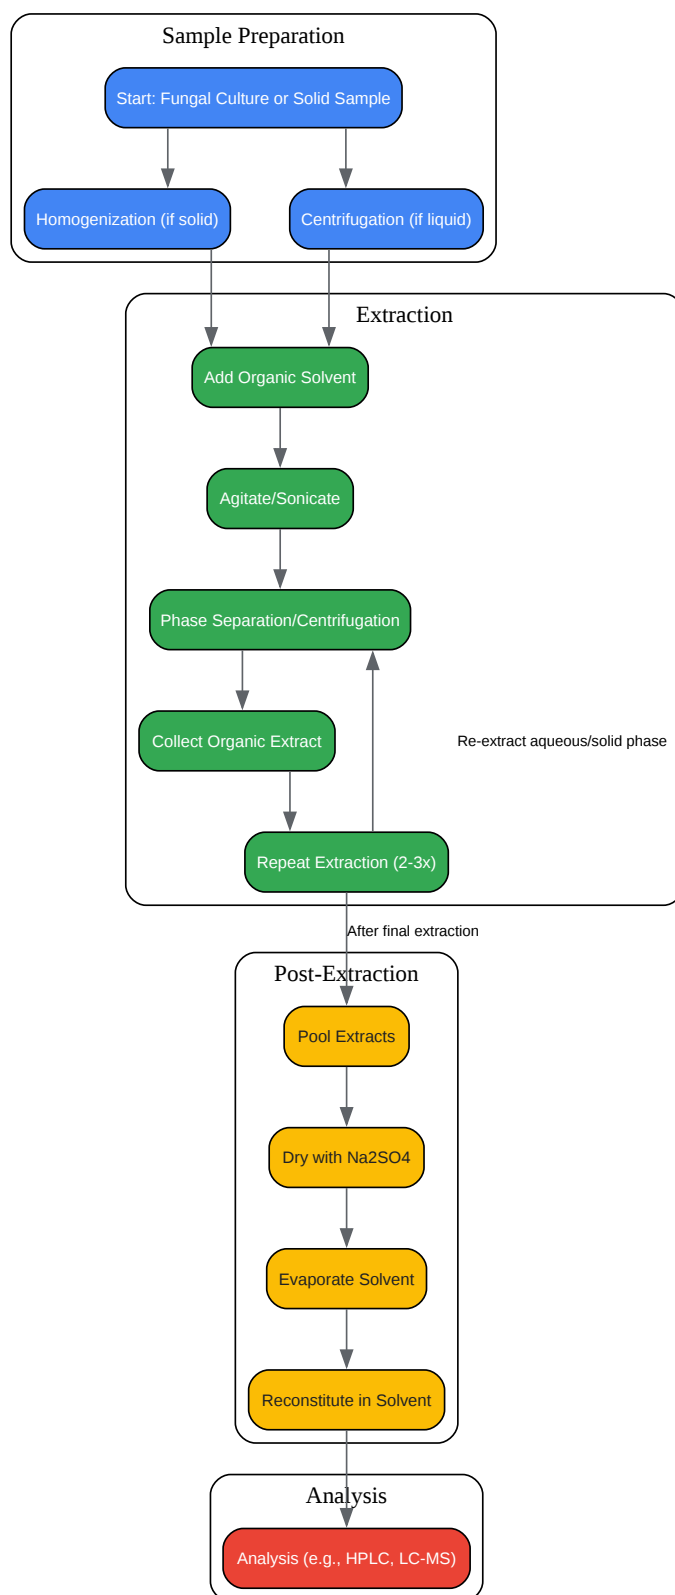 Sample Preparation
Start: Fungal Culture or Solid Sample
Homogenization (if solid)
Centrifugation (if liquid)
Extraction
Add Organic Solvent
Agitate/Sonicate
Phase Separation/Centrifugation
Collect Organic Extract
Re-extract aqueous/solid phase
Repeat Extraction (2-3x)
After final extraction
Post-Extraction
Pool Extracts
Dry with Na2SO4
Evaporate Solvent
Reconstitute in Solvent
Analysis
Analysis (e.g., HPLC, LC-MS)